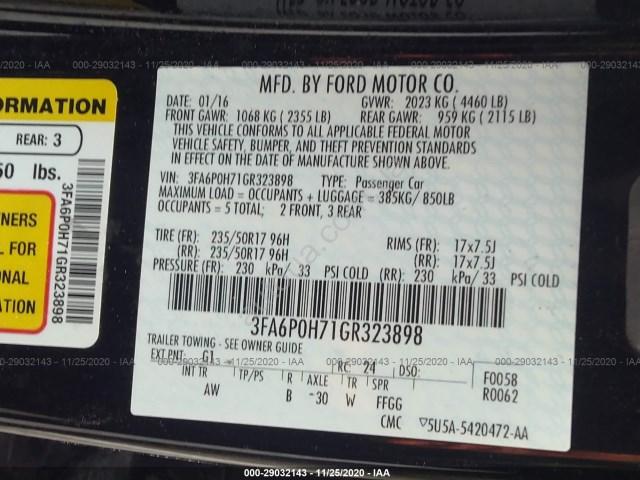 000-29032143 - 11/25/2020 - IAA
ORMATION
REAR: 3
50 lbs.
NERS
L FOR
ONAL
ATION
3FA6P0H71GR323898
MFD. BY FORD MOTOR CO.
DATE: 01/16 GVWR: 2023 KG ( 4460 LB)
FRONT GAWR: 1068 KG ( 2355 LB) REAR GAWR: 959 KG ( 2115 LB)
THIS VEHICLE CONFORMS TO ALL APPLICABLE FEDERAL MOTOR
VEHICLE SAFETY, BUMPER, AND THEFT PREVENTION STANDARDS
IN EFFECT ON THE DATE OF MANUFACTURE SHOWN ABOVE.
VIN: 3FA6P0H71GR323898 TYPE: Passenger Car
MAXIMUM LOAD = OCCUPANTS + LUGGAGE = 385KG/ 850LB
OCCUPANTS = 5 TOTAL; 2 FRONT, 3 REAR
TIRE (FR): 235/50R17 96H RIMS (FR): 17x7.5J
(RR): 235/50R17 96H (RR): 17x7.5J
PRESSURE (FR): 230 kPa/ 33 PSI COLD (RR): 230 kPa/33 PSI COLD
3FA6P0H71GR323898
TRAILER TOWING - SEE OWNER GUIDE
EXT PNT: G1 RC: 24 DSO:
INT TR TP/PS R AXLE TR SPR
AW B -30 W FFGG
F0058
R0062
CMC ▽5U5A-5420472-AA
000-29032143 - 11/25/2020 - IAA